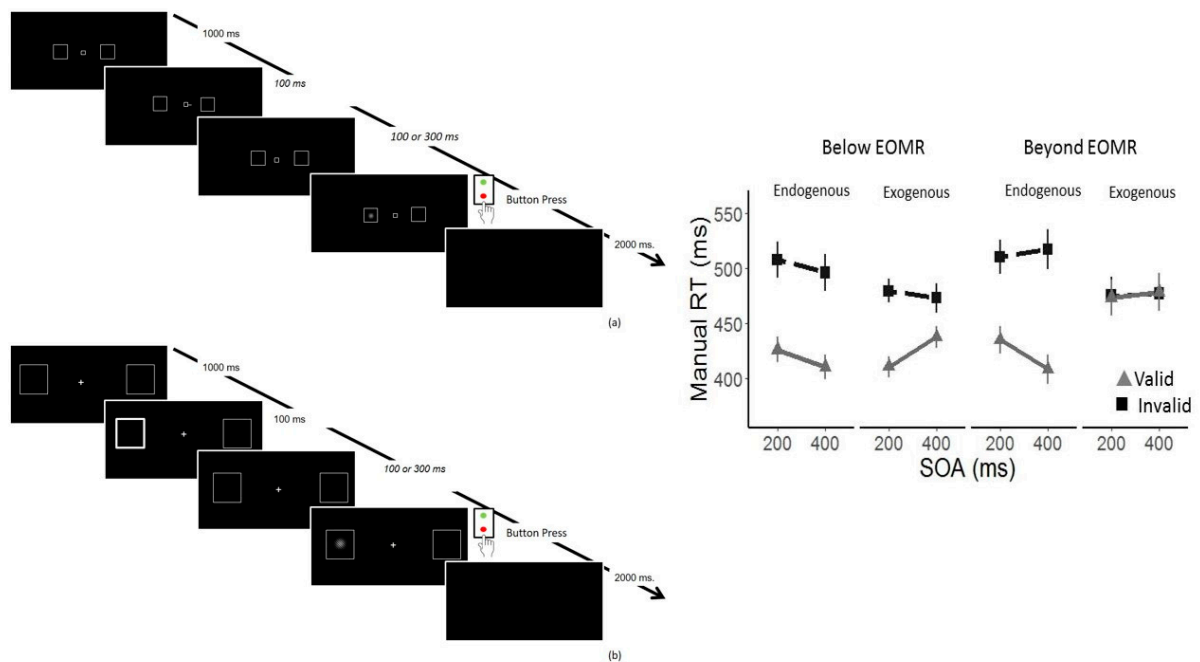 1000 ms
100 ms
100 or 300 ms
Button Press
2000 ms.
(a)
1000 ms
100 ms
100 or 300 ms
Button Press
2000 ms.
(b)
Below EOMR Beyond EOMR
Endogenous Exogenous Endogenous Exogenous
Manual RT (ms)
550
500
450
400
Valid
Invalid
200 400 200 400 200 400 200 400
SOA (ms)